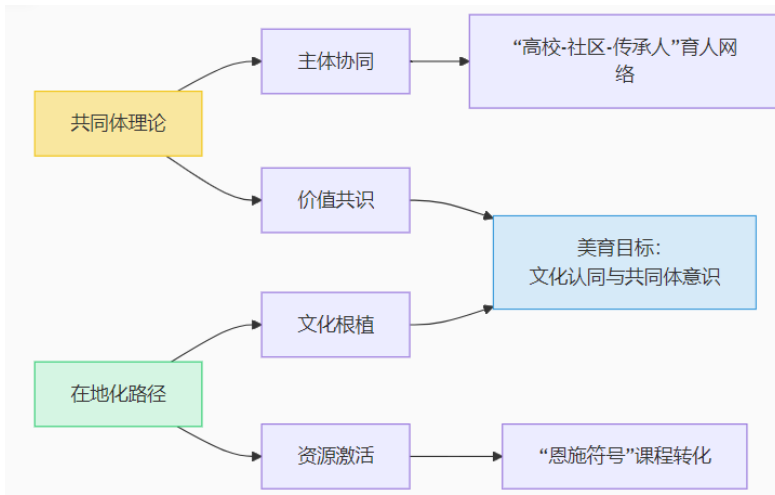 主体协同
“高校-社区-传承人”育人网
络
共同体理论
价值共识
美育目标：
文化认同与共同体意识
文化根植
在地化路径
资源激活
“恩施符号”课程转化